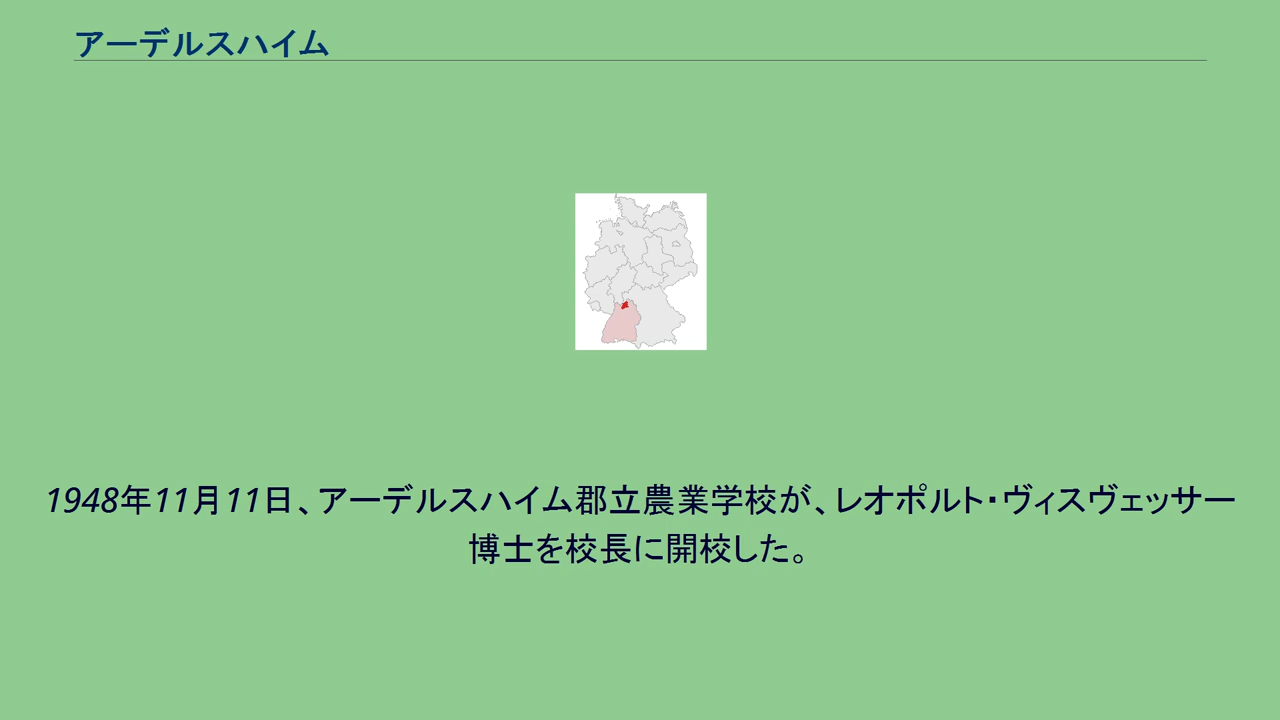 アーデルスハイム
1948年11月11日、アーデルスハイム郡立農業学校が、レオポルト・ヴィスヴェッサー
博士を校長に開校した。